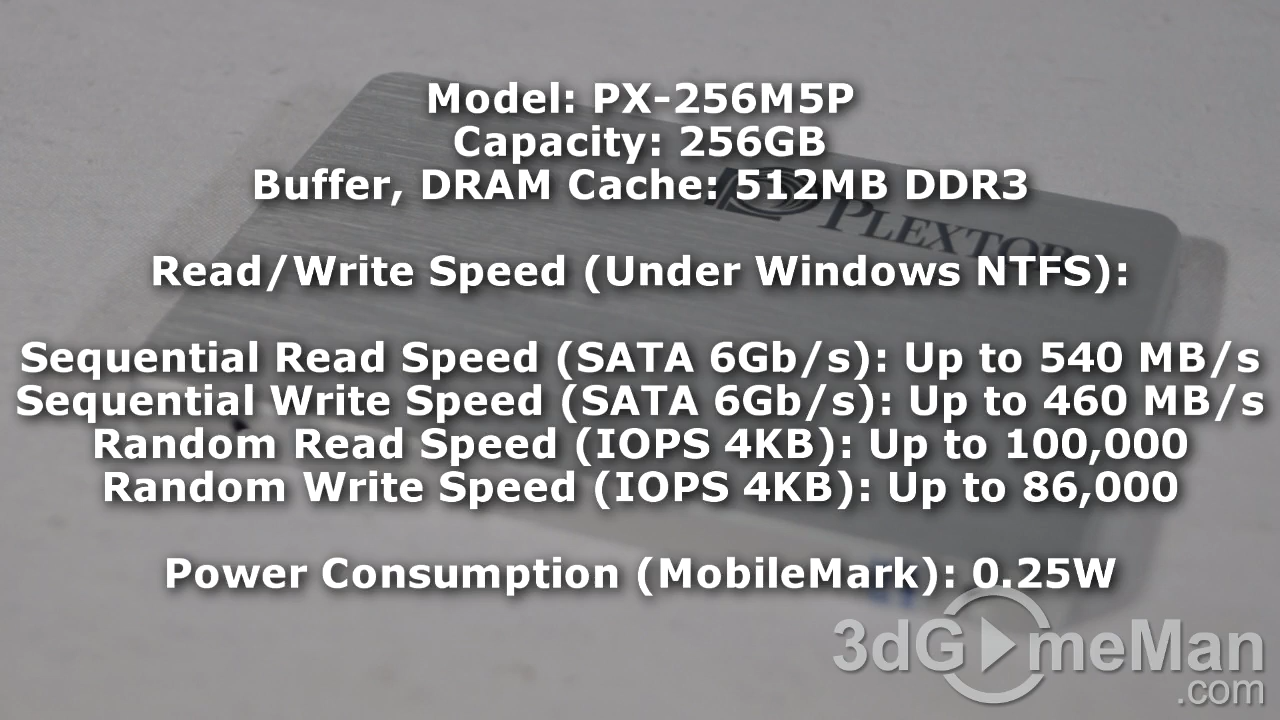 Model: PX-256M5P
Capacity: 256GB
Buffer, DRAM Cache: 512MB DDR3
PLEXTOR
Read/Write Speed (Under Windows NTFS):
Sequential Read Speed (SATA 6Gb/s): Up to 540 MB/s
Sequential Write Speed (SATA 6Gb/s): Up to 460 MB/s
Random Read Speed (IOPS 4KB): Up to 100,000
Random Write Speed (IOPS 4KB): Up to 86,000
Power Consumption (MobileMark): 0.25W
3dGameMan
.com